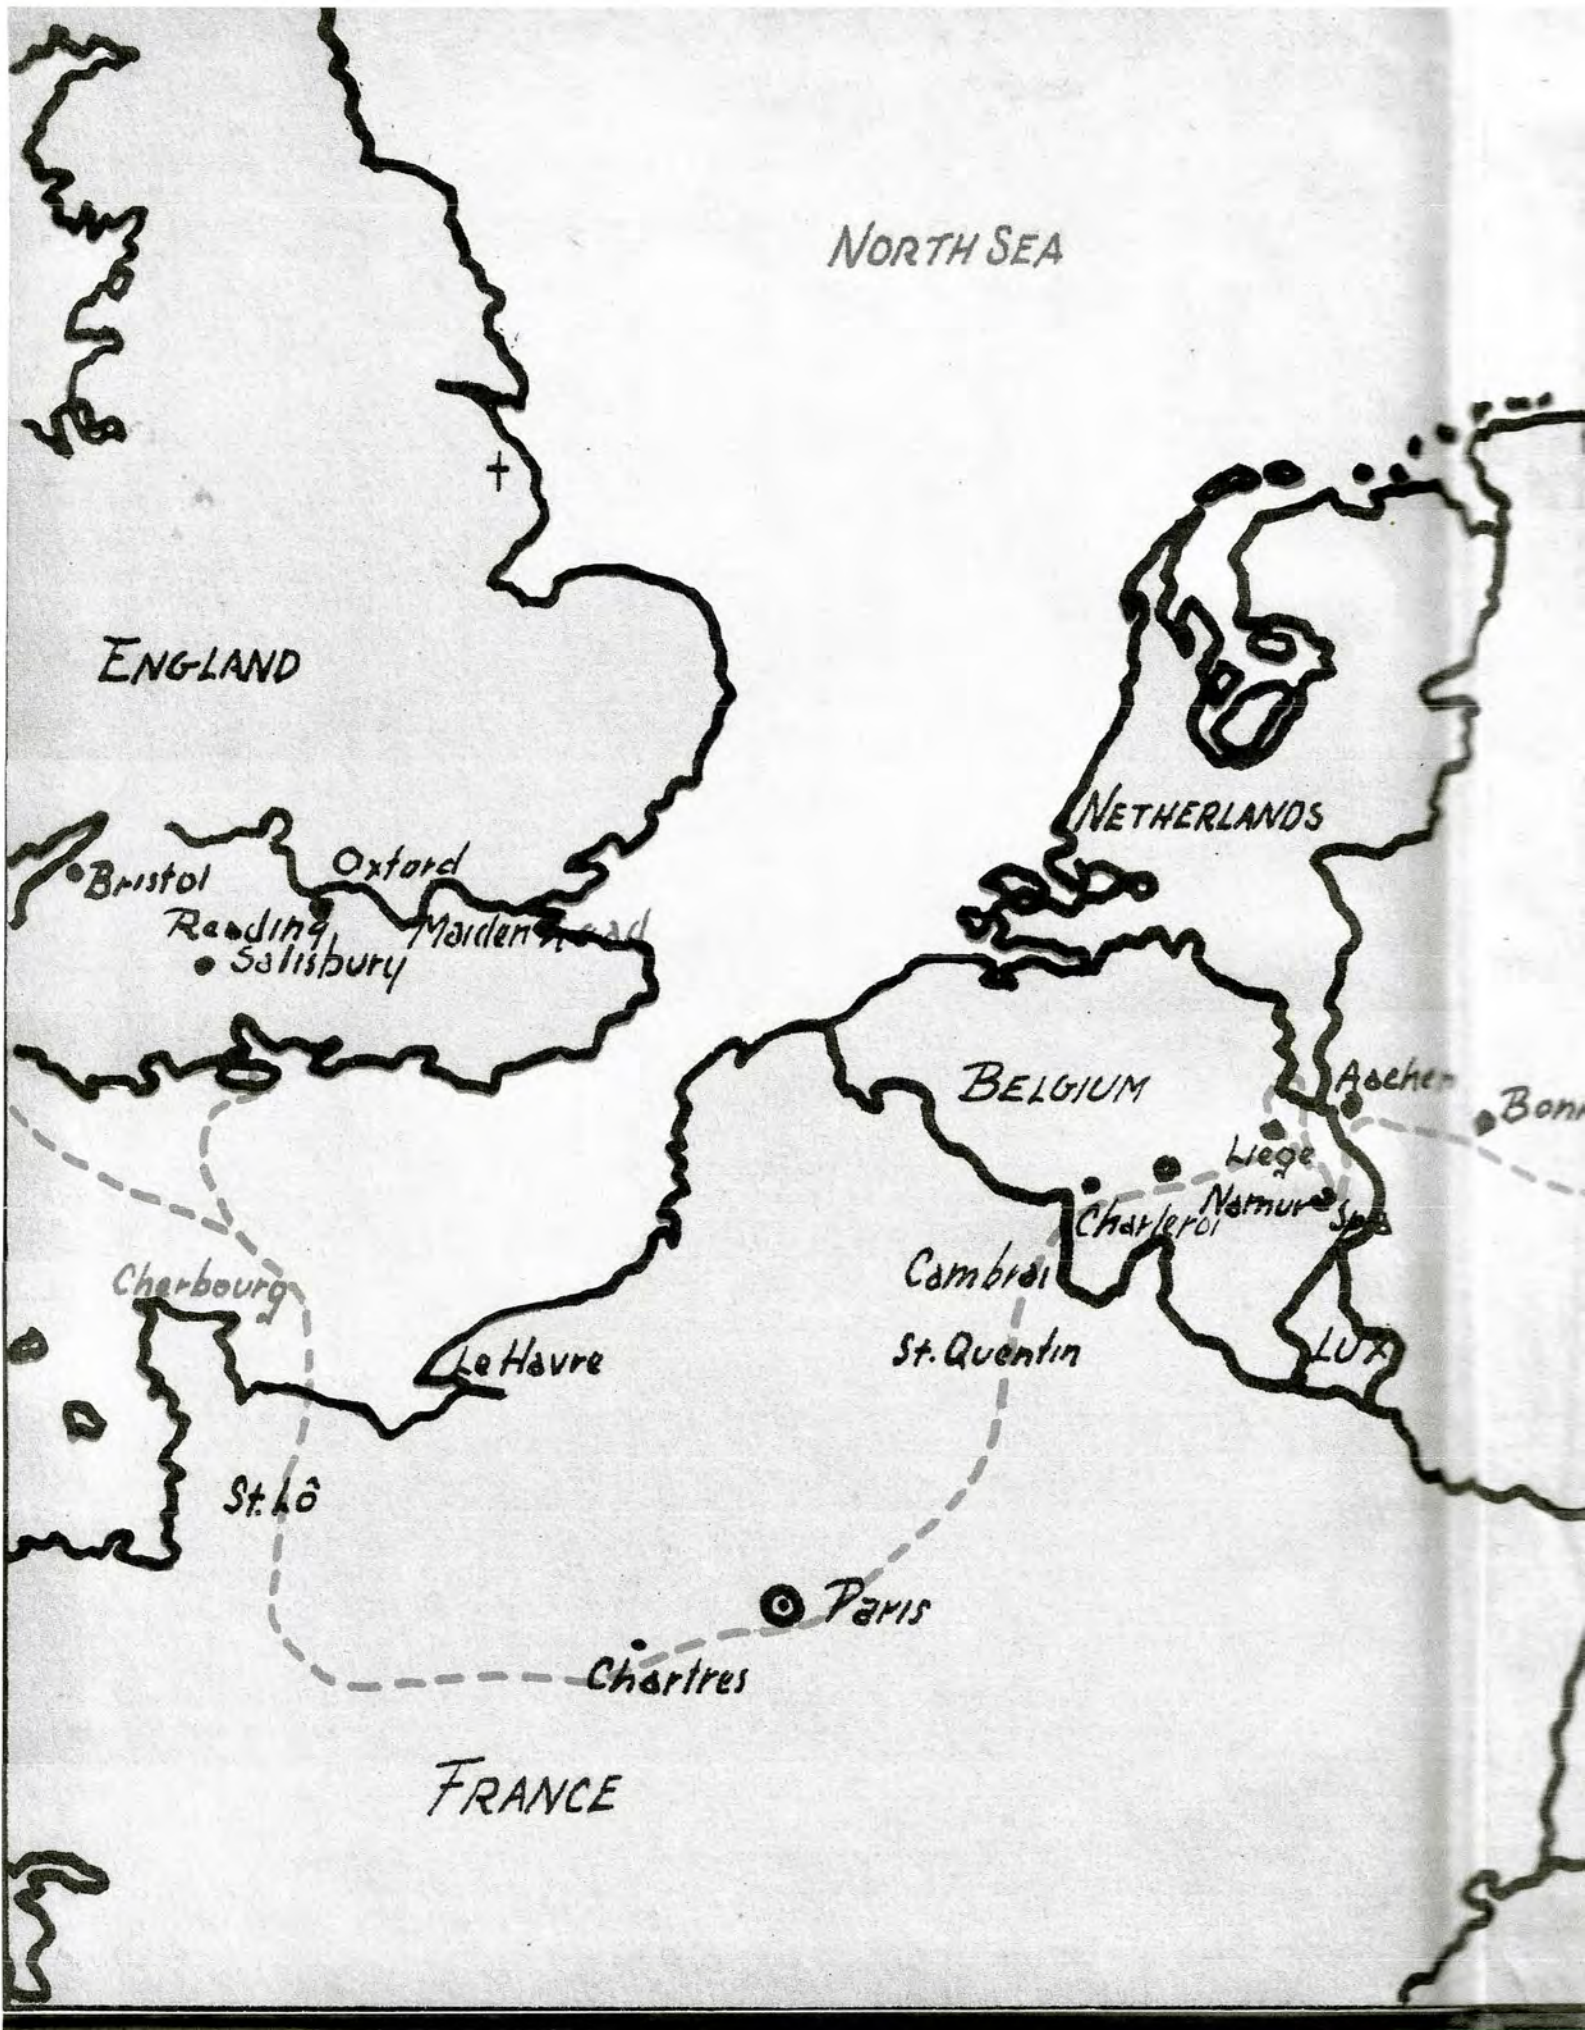 NORTH SEA
ENGLAND
NETHERLANDS
Bristol
Oxford
Reading
Maidenhead
Salisbury
BELGIUM
Aachen
Liege
Namur
Charleroi
Spa
Cambrai
Cherbourg
St. Quentin
Le Havre
LUX
St. Lô
Paris
Chartres
FRANCE